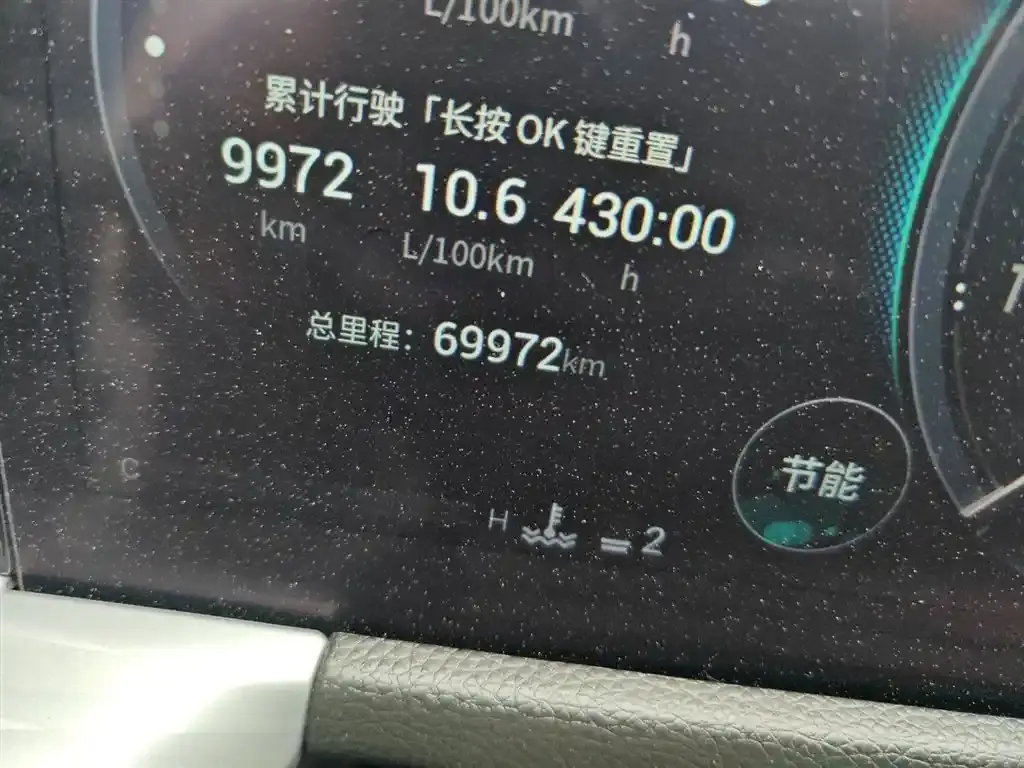 L/100km h
累计行驶「长按OK键重置」
9972 10.6 430:00
km L/100km h
总里程：69972km
C
节能
H 2